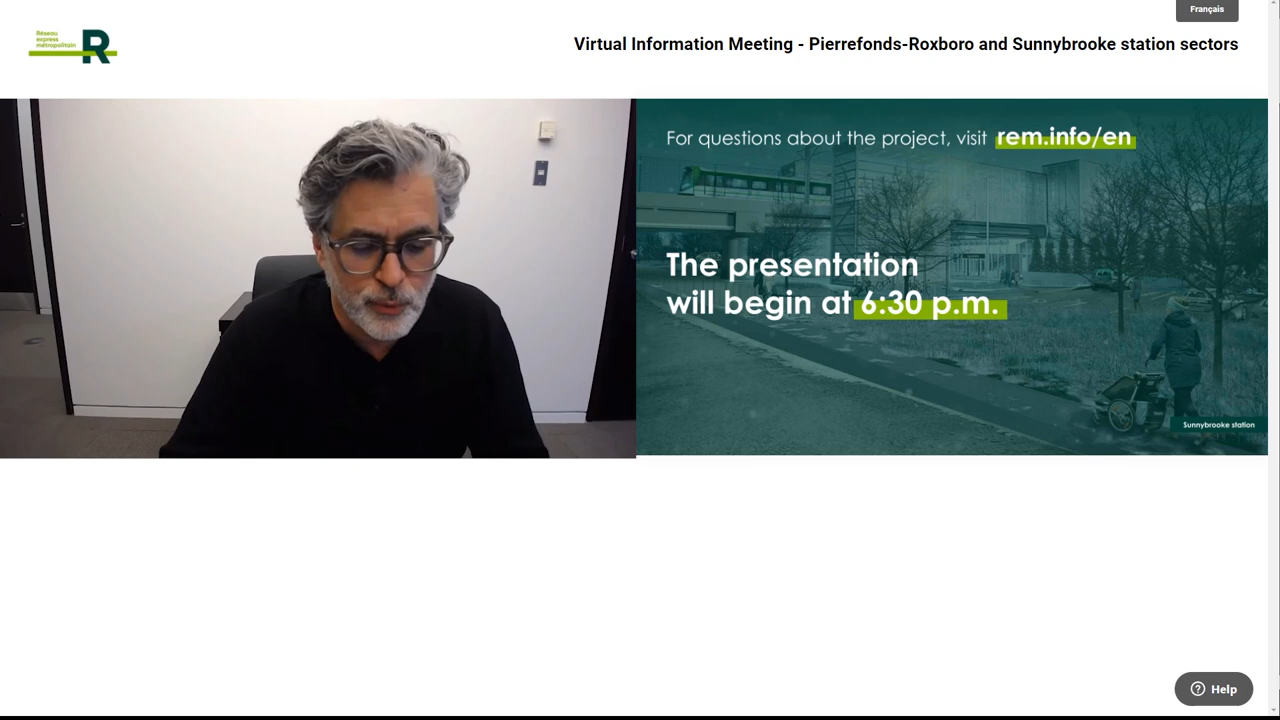 Français
Réseau
express
métropolitain
R
Virtual Information Meeting - Pierrefonds-Roxboro and Sunnybrooke station sectors
For questions about the project, visit rem.info/en
The presentation
will begin at 6:30 p.m.
Sunnybrooke station
Help